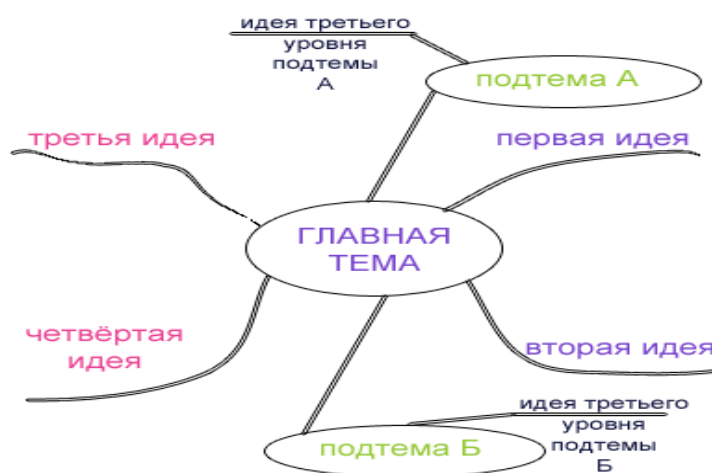 идея третьего
уровня
подтемы
А
подтема А
третья идея
первая идея
ГЛАВНАЯ
ТЕМА
четвёртая
идея
вторая идея
идея третьего
уровня
подтемы
Б
подтема Б